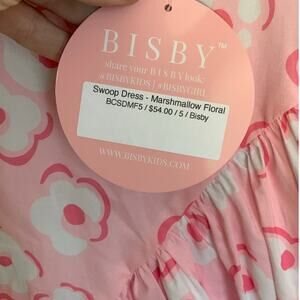 BISBY™
share your BISBY look:
@BISBYKIDS | #BISBYGIRL
Swoop Dress - Marshmallow Floral
BCSDMF5 / $54.00 / 5 / Bisby
WWW.BISBYKIDS.COM